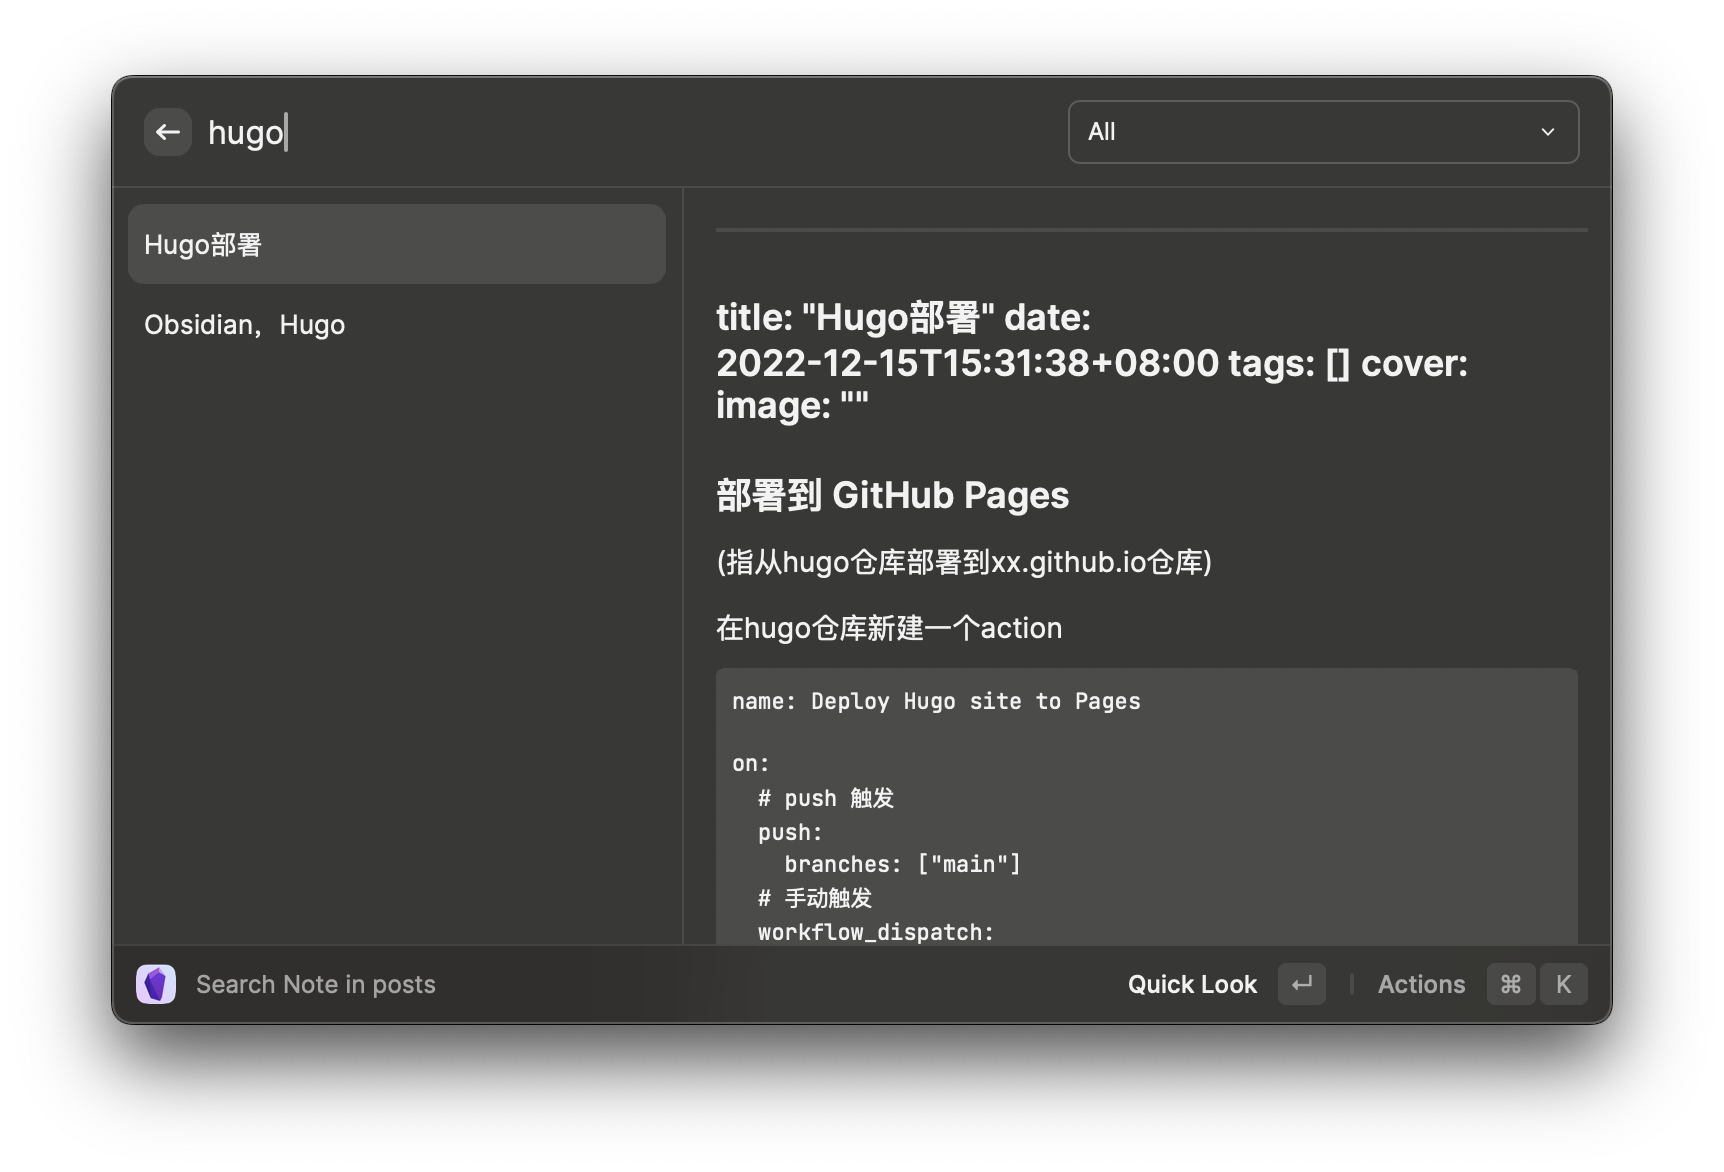 hugo
All
Hugo部署
Obsidian，Hugo
title: "Hugo部署" date:
2022-12-15T15:31:38+08:00 tags: [] cover:
image: ""
部署到 GitHub Pages
(指从hugo仓库部署到xx.github.io仓库)
在hugo仓库新建一个action
name: Deploy Hugo site to Pages
on:
  # push 触发
  push:
    branches: ["main"]
  # 手动触发
  workflow_dispatch:
Search Note in posts
Quick Look ↵ | Actions ⌘ K